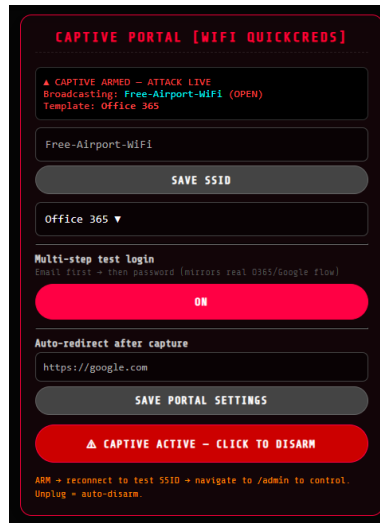 CAPTIVE PORTAL [WIFI QUICKCREDS]
▲ CAPTIVE ARMED — ATTACK LIVE
Broadcasting: Free-Airport-WiFi (OPEN)
Template: Office 365
Free-Airport-WiFi
SAVE SSID
Office 365 ▼
Multi-step test login
Email first → then password (mirrors real O365/Google flow)
ON
Auto-redirect after capture
https://google.com
SAVE PORTAL SETTINGS
⚠ CAPTIVE ACTIVE — CLICK TO DISARM
ARM → reconnect to test SSID → navigate to /admin to control.
Unplug = auto-disarm.